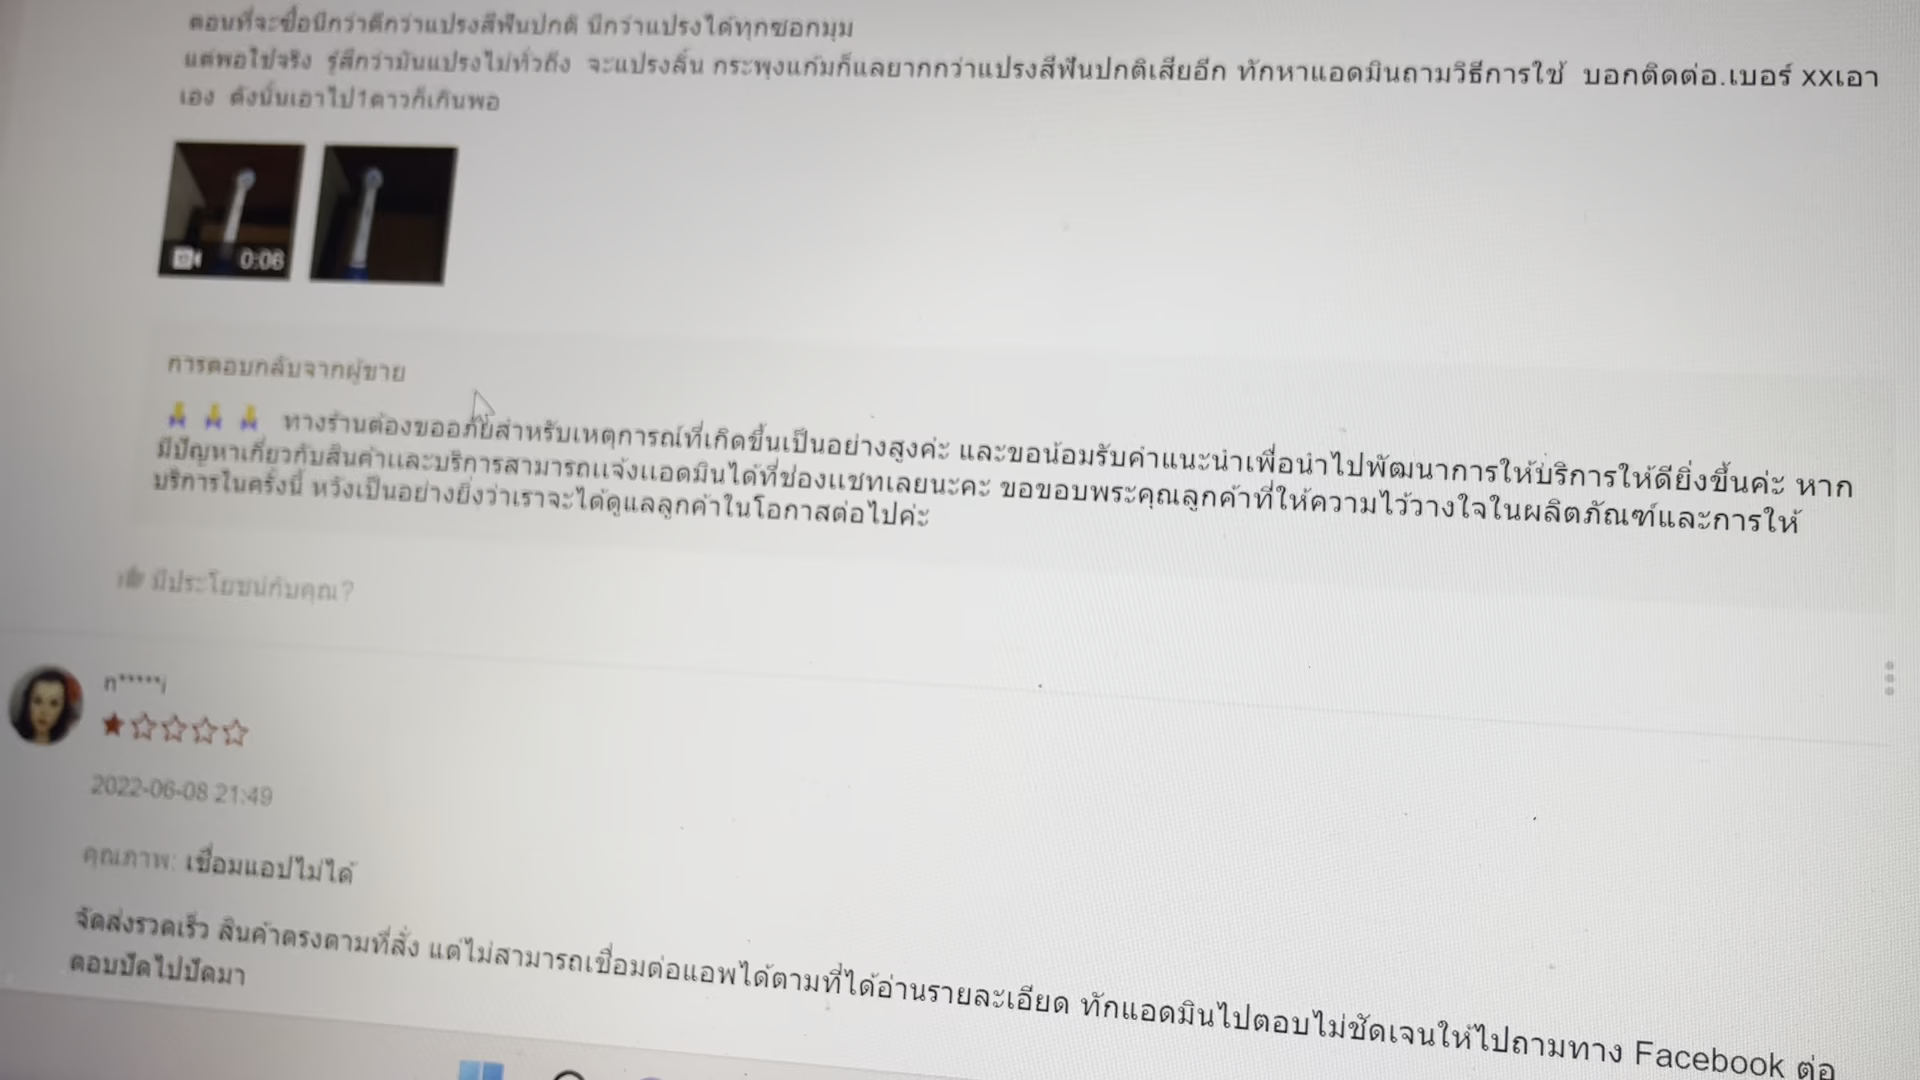 ตอนที่จะซื้อนึกว่าดีกว่าแปรงสีฟันปกติ นึกว่าแปรงได้ทุกซอกมุม
แต่พอใช้จริง รู้สึกว่ามันแปรงไม่ทั่วถึง จะแปรงลิ้น กระพุงแก้มก็แลยากกว่าแปรงสีฟันปกติเสียอีก ทักหาแอดมินถามวิธีการใช้ บอกติดต่อ.เบอร์ xxเอา
เอง ดังนั้นเอาไป1ดาวก็เกินพอ
0:06
การตอบกลับจากผู้ขาย
ทางร้านต้องขออภัยสำหรับเหตุการณ์ที่เกิดขึ้นเป็นอย่างสูงค่ะ และขอน้อมรับคำแนะนำเพื่อนำไปพัฒนาการให้บริการให้ดียิ่งขึ้นค่ะ หาก
มีปัญหาเกี่ยวกับสินค้าและบริการสามารถแจ้งแอดมินได้ที่ช่องแชทเลยนะคะ ขอขอบพระคุณลูกค้าที่ให้ความไว้วางใจในผลิตภัณฑ์และการให้
บริการในครั้งนี้ หวังเป็นอย่างยิ่งว่าเราจะได้ดูแลลูกค้าในโอกาสต่อไปค่ะ
มีประโยชน์กับคุณ?
n*****i
2022-06-08 21:49
คุณภาพ: เชื่อมแอปไม่ได้
จัดส่งรวดเร็ว สินค้าตรงตามที่สั่ง แต่ไม่สามารถเชื่อมต่อแอพได้ตามที่ได้อ่านรายละเอียด ทักแอดมินไปตอบไม่ชัดเจนให้ไปถามทาง Facebook ต่อ
ตอบปัดไปปัดมา